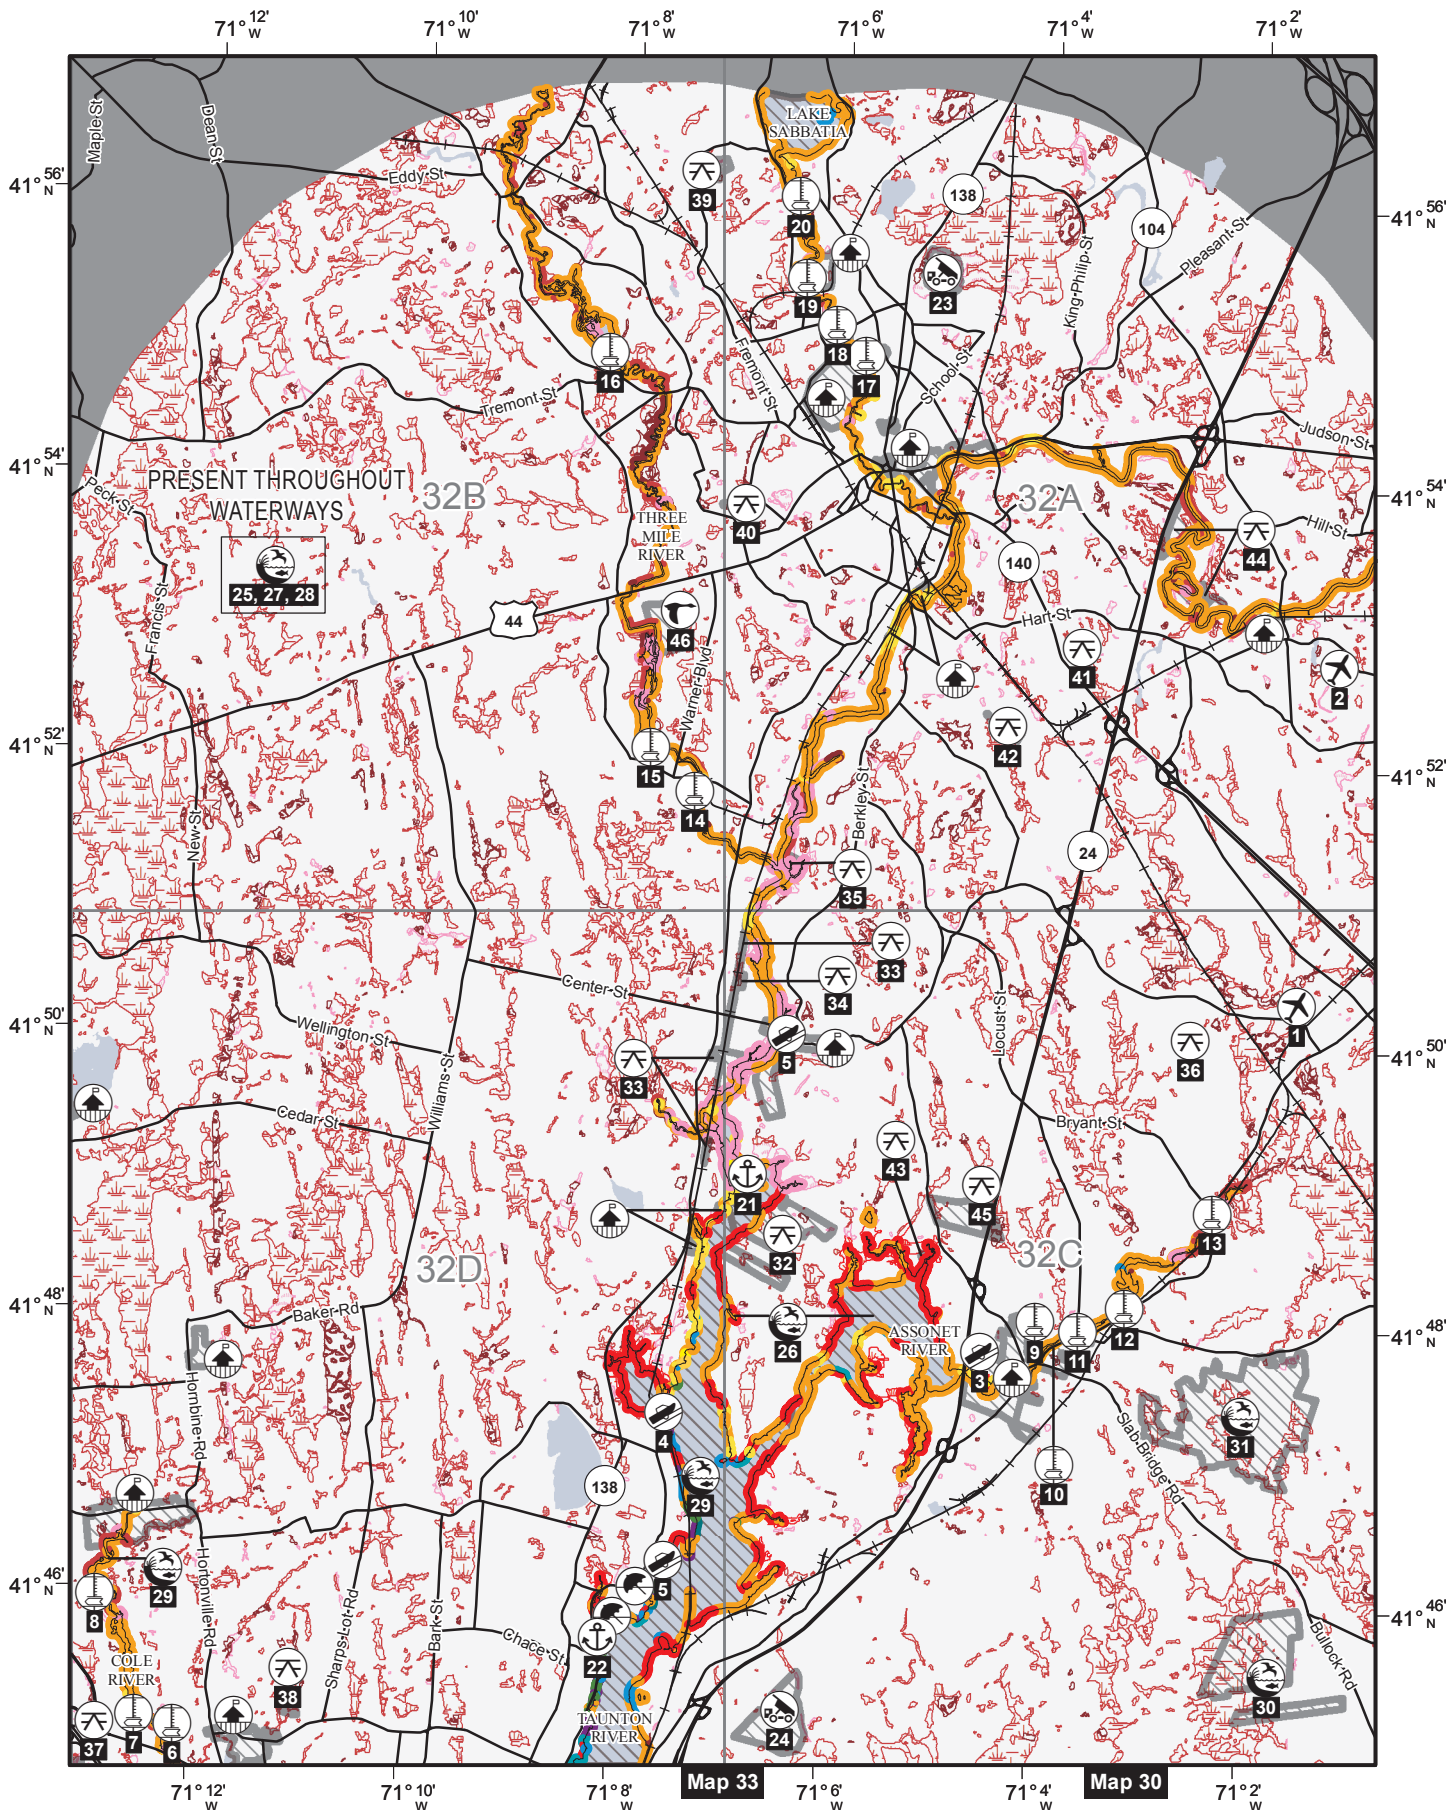 71°12' W
71°10' W
71°8' W
71°6' W
71°4' W
71°2' W
Maple St
Dean St
LAKE
SABBATIA
41°56' N
Eddy St
39
138
41°56' N
20
104
Pleasant St
King Philip St
19
23
18
Fremont St
17
16
School St
Tremont St
Judson St
41°54' N
Peck St
PRESENT THROUGHOUT
WATERWAYS
32B
32A
41°54' N
THREE
MILE
RIVER
40
Hill St
44
140
25, 27, 28
Francis St
44
46
Hart St
41
Warner Blvd
2
42
41°52' N
15
41°52' N
14
Berkley St
New St
24
35
33
Center St
34
Locust St
41°50' N
Wellington St
1
5
36
41°50' N
33
Williams St
Cedar St
Bryant St
43
21
45
32
13
32D
32C
41°48' N
Baker Rd
26
ASSONET
RIVER
9
11
12
41°48' N
3
Hornbine Rd
4
Slab Bridge Rd
31
10
138
29
29
Hortonville Rd
5
41°46' N
8
Sharps Lot Rd
Bark St
Chace St
22
41°46' N
Bullock Rd
COLE
RIVER
38
30
37
7
6
TAUNTON
RIVER
24
71°12' W
71°10' W
71°8' W
Map 33
71°6' W
71°4' W
Map 30
71°2' W